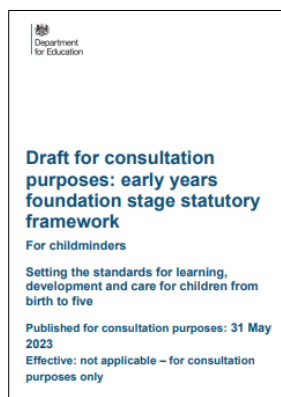 Department
for Education
Draft for consultation
purposes: early years
foundation stage statutory
framework
For childminders
Setting the standards for learning,
development and care for children from
birth to five
Published for consultation purposes: 31 May
2023
Effective: not applicable – for consultation
purposes only